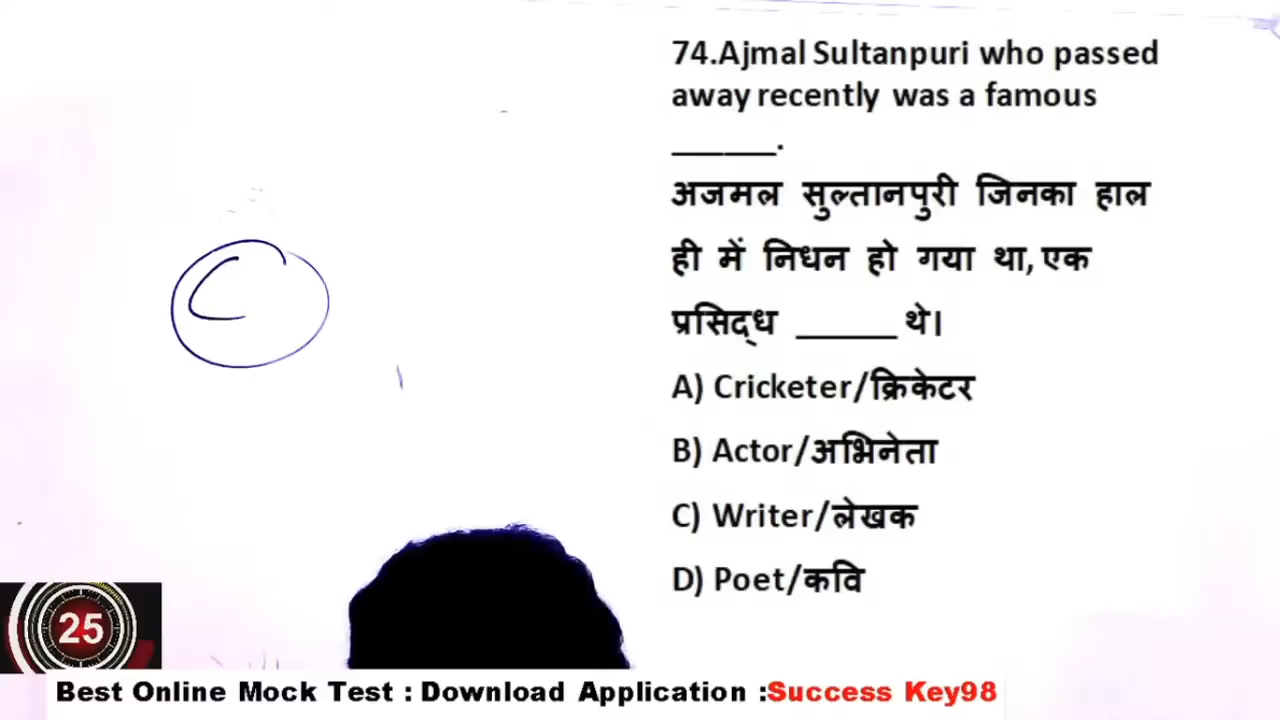 74.Ajmal Sultanpuri who passed
away recently was a famous
______.
अजमल सुल्तानपुरी जिनका हाल
ही में निधन हो गया था, एक
प्रसिद्ध ______ थे।
A) Cricketer/क्रिकेटर
B) Actor/अभिनेता
C) Writer/लेखक
D) Poet/कवि
C
25
Best Online Mock Test : Download Application :Success Key98